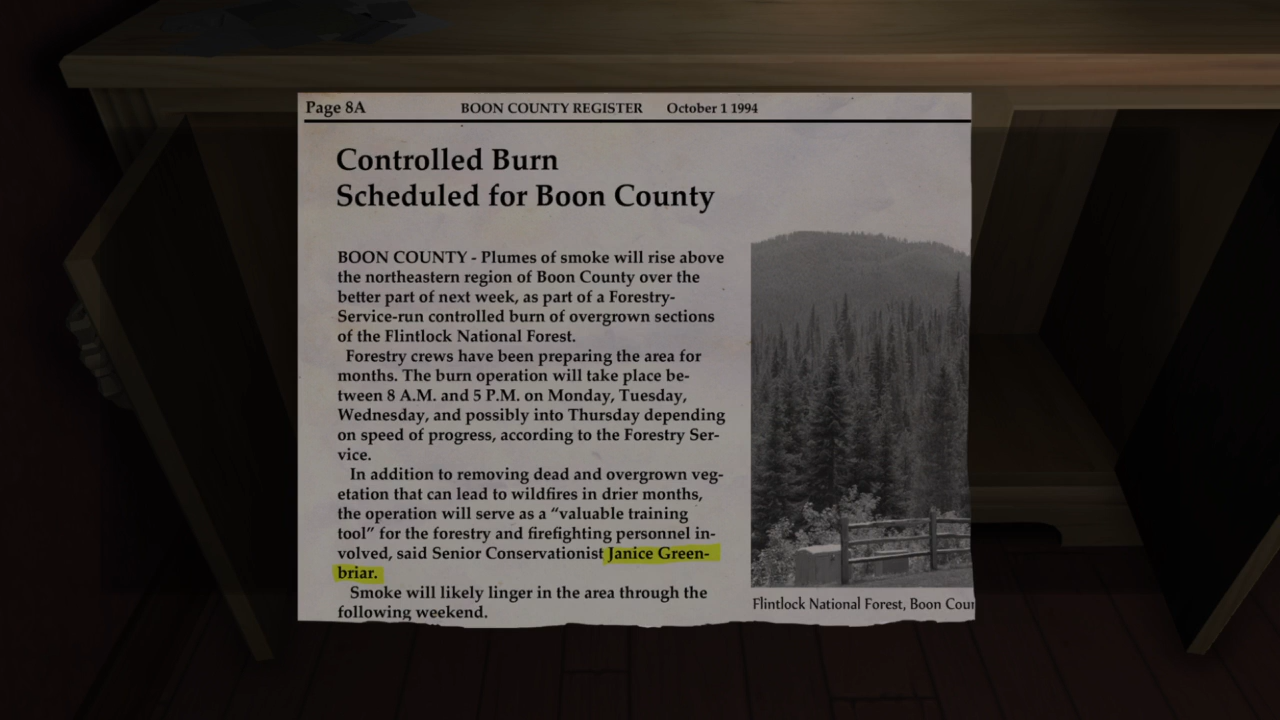 Page 8A BOON COUNTY REGISTER October 1 1994
Controlled Burn
Scheduled for Boon County
BOON COUNTY - Plumes of smoke will rise above
the northeastern region of Boon County over the
better part of next week, as part of a Forestry-
Service-run controlled burn of overgrown sections
of the Flintlock National Forest.
Forestry crews have been preparing the area for
months. The burn operation will take place be-
tween 8 A.M. and 5 P.M. on Monday, Tuesday,
Wednesday, and possibly into Thursday depending
on speed of progress, according to the Forestry Ser-
vice.
In addition to removing dead and overgrown veg-
etation that can lead to wildfires in drier months,
the operation will serve as a “valuable training
tool” for the forestry and firefighting personnel in-
volved, said Senior Conservationist Janice Green-
briar.
Smoke will likely linger in the area through the
following weekend.
Flintlock National Forest, Boon Cour